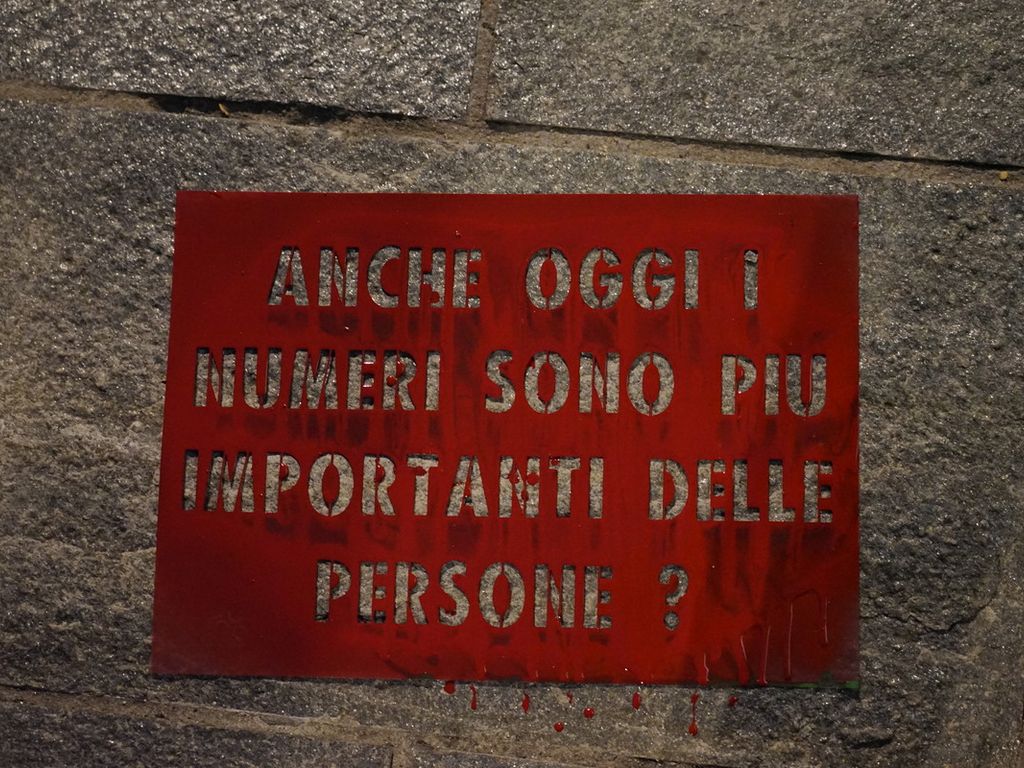 ANCHE OGGI I
NUMERI SONO PIU
IMPORTANTI DELLE
PERSONE ?